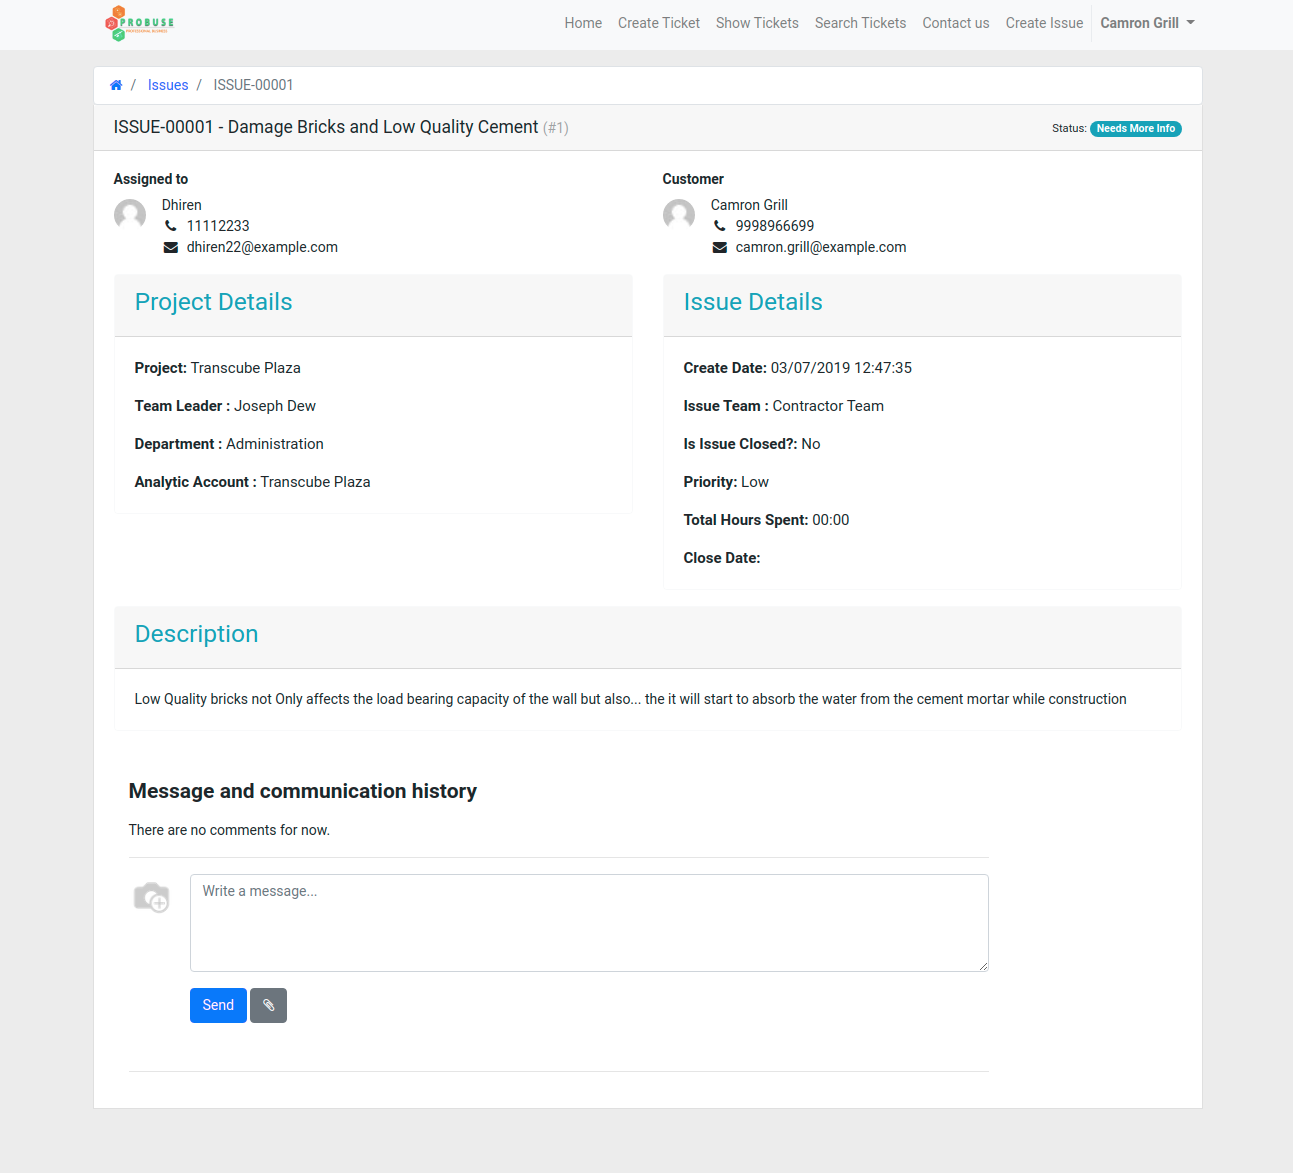 PROBUSE
Home Create Ticket Show Tickets Search Tickets Contact us Create Issue Camron Grill
/ Issues / ISSUE-00001
ISSUE-00001 - Damage Bricks and Low Quality Cement (#1) Status: Needs More Info
Assigned to
Dhiren
11112233
dhiren22@example.com
Customer
Camron Grill
9998966699
camron.grill@example.com
Project Details
Project: Transcube Plaza
Team Leader : Joseph Dew
Department : Administration
Analytic Account : Transcube Plaza
Issue Details
Create Date: 03/07/2019 12:47:35
Issue Team : Contractor Team
Is Issue Closed?: No
Priority: Low
Total Hours Spent: 00:00
Close Date:
Description
Low Quality bricks not Only affects the load bearing capacity of the wall but also... the it will start to absorb the water from the cement mortar while construction
Message and communication history
There are no comments for now.
Write a message...
Send